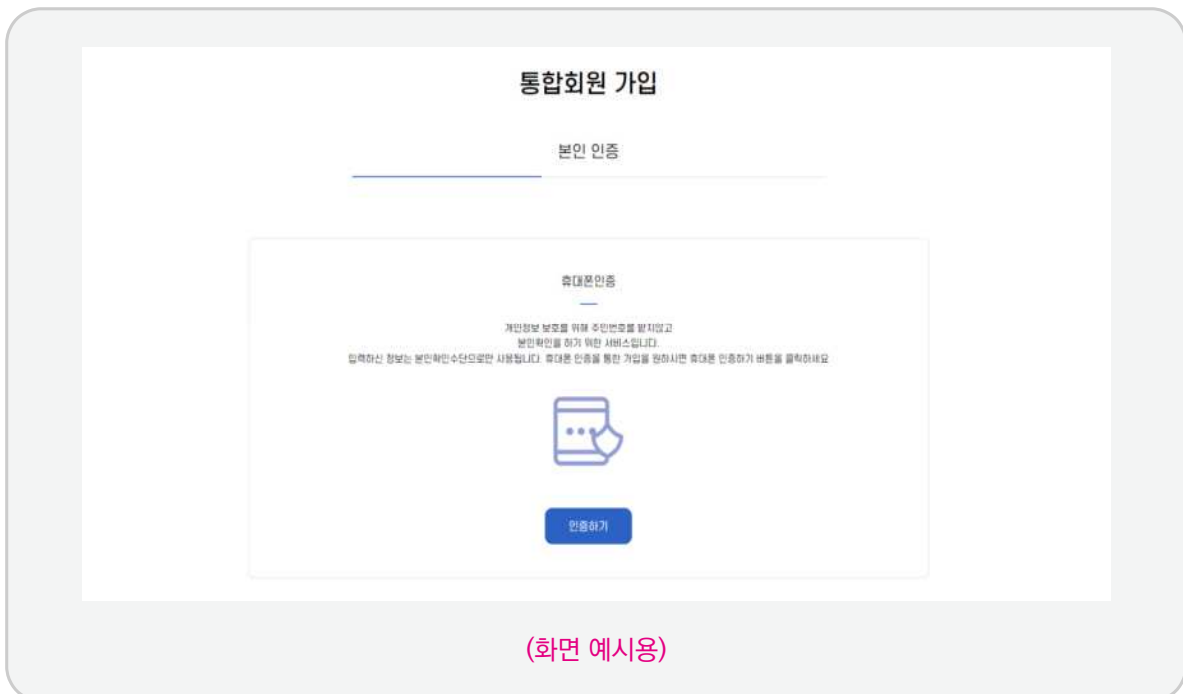 통합회원 가입
본인 인증
휴대폰인증
개인정보 보호를 위해 주민번호를 받지않고
본인확인을 하기 위한 서비스입니다.
입력하신 정보는 본인확인수단으로만 사용됩니다. 휴대폰 인증을 통한 가입을 원하시면 휴대폰 인증하기 버튼을 클릭하세요
인증하기
(화면 예시용)